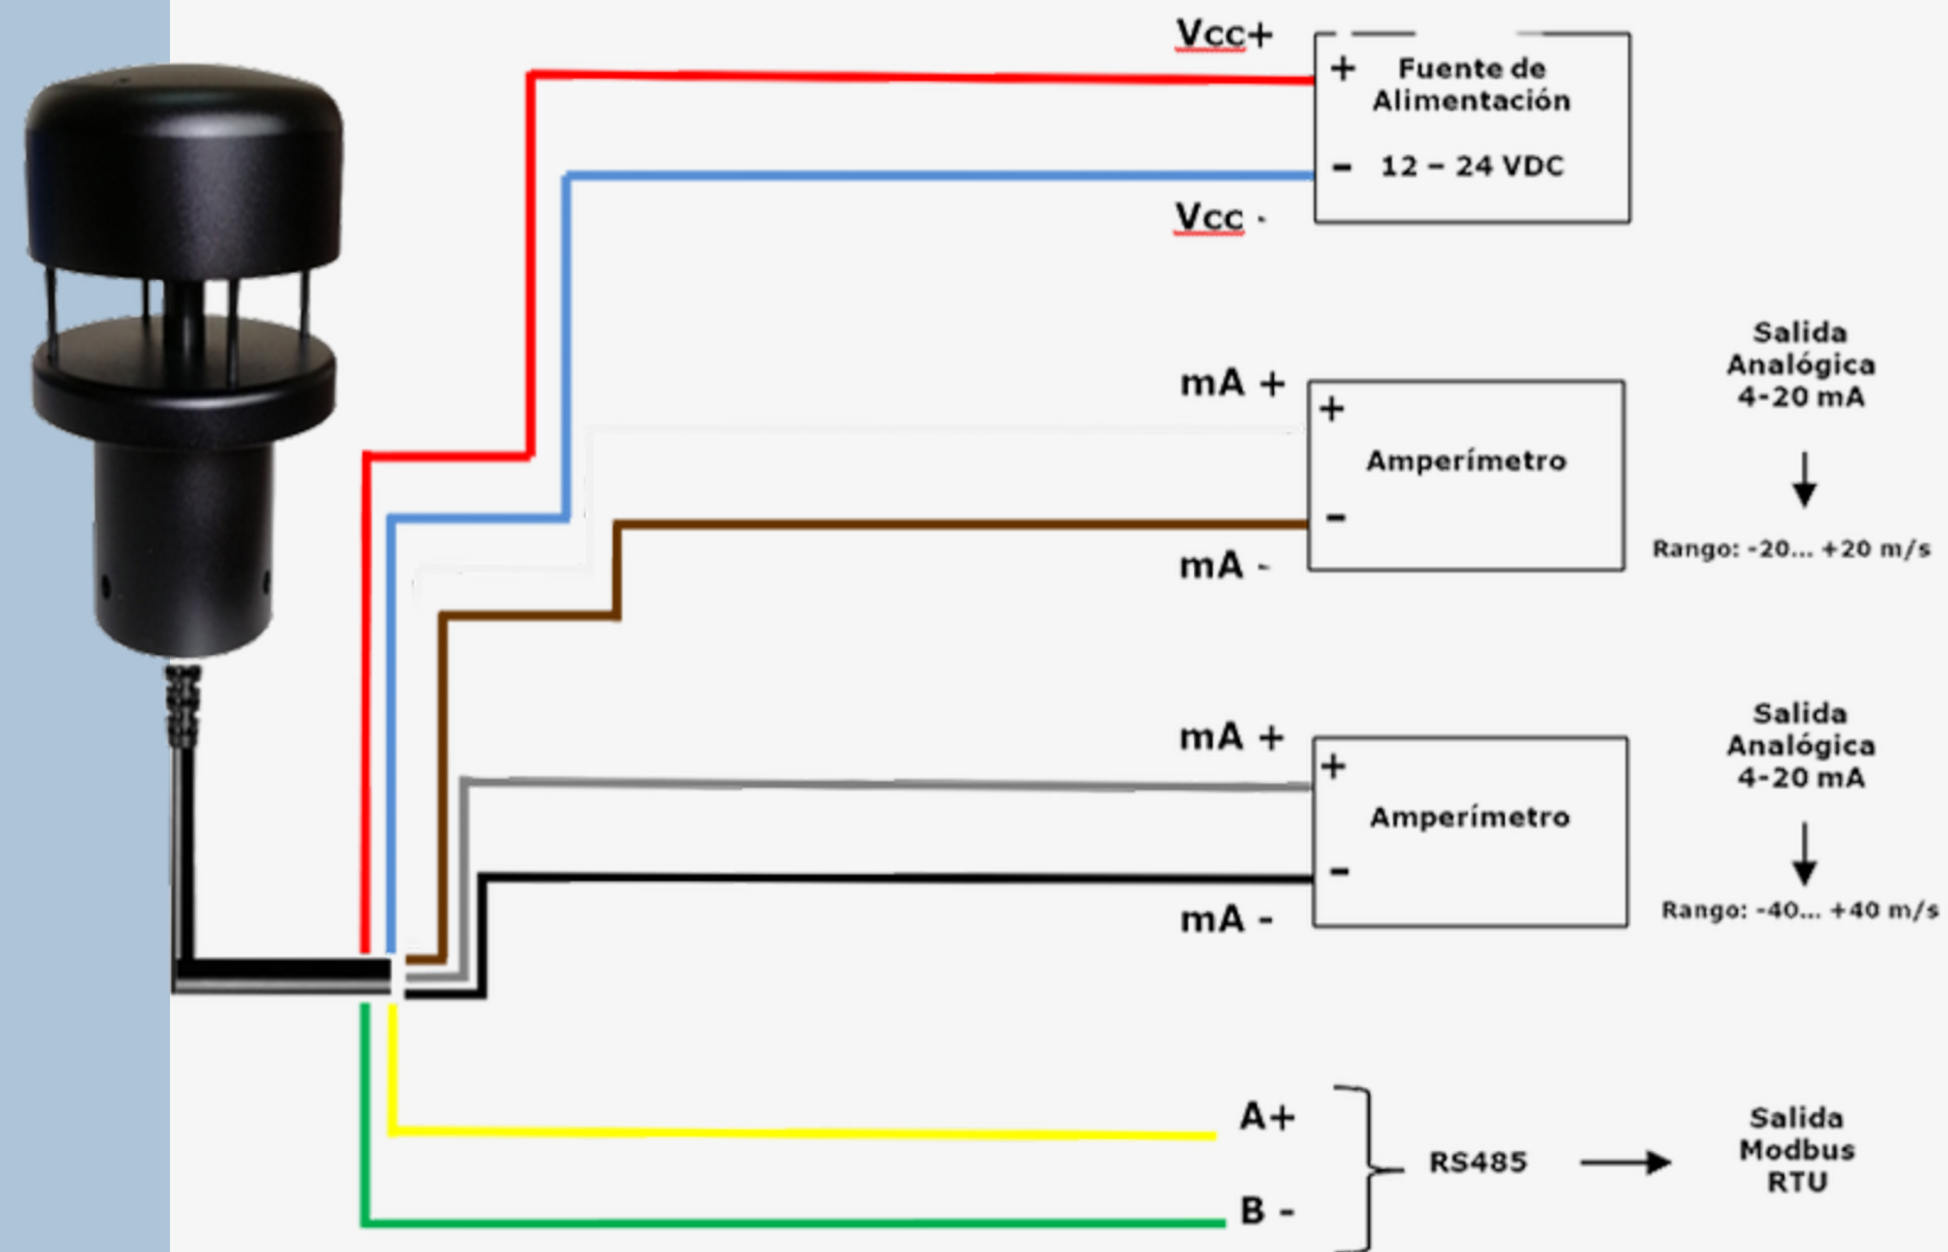 Vcc+
+ Fuente de
Alimentación
- 12 – 24 VDC
Vcc -
Salida
Analógica
4-20 mA
mA +
+
Amperímetro
-
mA -
Rango: -20... +20 m/s
Salida
Analógica
4-20 mA
mA +
+
Amperímetro
-
mA -
Rango: -40... +40 m/s
A+
B -
RS485
Salida
Modbus
RTU